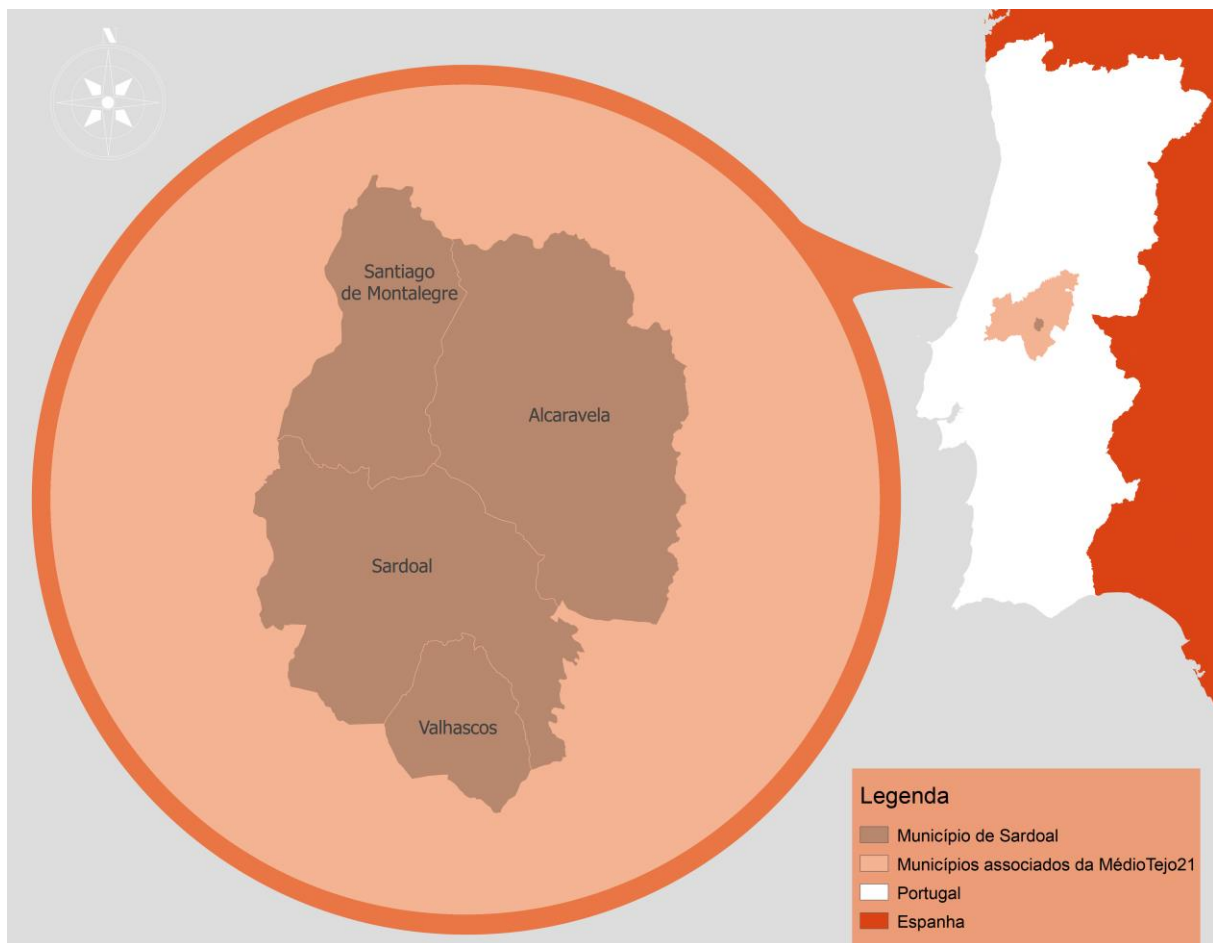 N
Santiago
de Montalegre
Alcaravela
Sardoal
Valhascos
Legenda
Município de Sardoal
Municípios associados da MédioTejo21
Portugal
Espanha